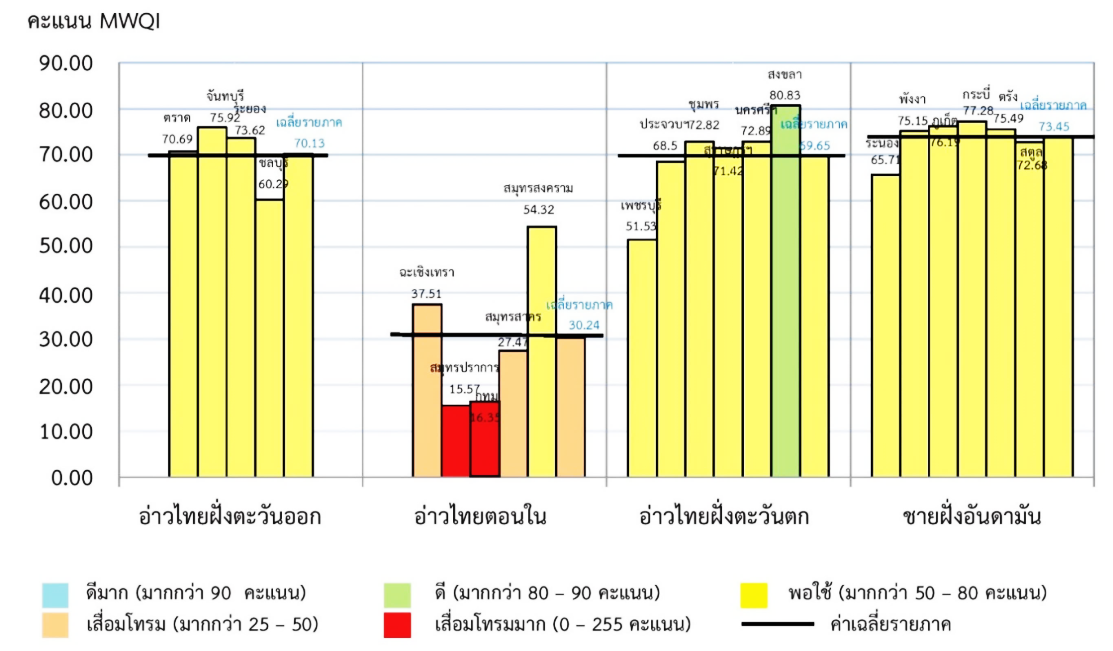 คะแนน MWQI
90.00
80.00
70.00
60.00
50.00
40.00
30.00
20.00
10.00
0.00
ตราด
70.69
จันทบุรี
75.92
ระยอง
73.62
ชลบุรี
60.29
เฉลี่ยรายภาค
70.13
ฉะเชิงเทรา
37.51
สมุทรปราการ
15.57
กทม
16.35
สมุทรสาคร
27.47
สมุทรสงคราม
54.32
เฉลี่ยรายภาค
30.24
เพชรบุรี
51.53
ประจวบฯ
68.5
ชุมพร
72.82
71.42
นครศรีฯ
72.89
สงขลา
80.83
เฉลี่ยรายภาค
69.65
ระนอง
65.71
พังงา
75.15
ภูเก็ต
76.19
กระบี่
77.28
ตรัง
75.49
สตูล
72.68
เฉลี่ยรายภาค
73.45
อ่าวไทยฝั่งตะวันออก
อ่าวไทยตอนใน
อ่าวไทยฝั่งตะวันตก
ชายฝั่งอันดามัน
ดีมาก (มากกว่า 90 คะแนน)
ดี (มากกว่า 80 – 90 คะแนน)
พอใช้ (มากกว่า 50 – 80 คะแนน)
เสื่อมโทรม (มากกว่า 25 – 50)
เสื่อมโทรมมาก (0 – 255 คะแนน)
ค่าเฉลี่ยรายภาค